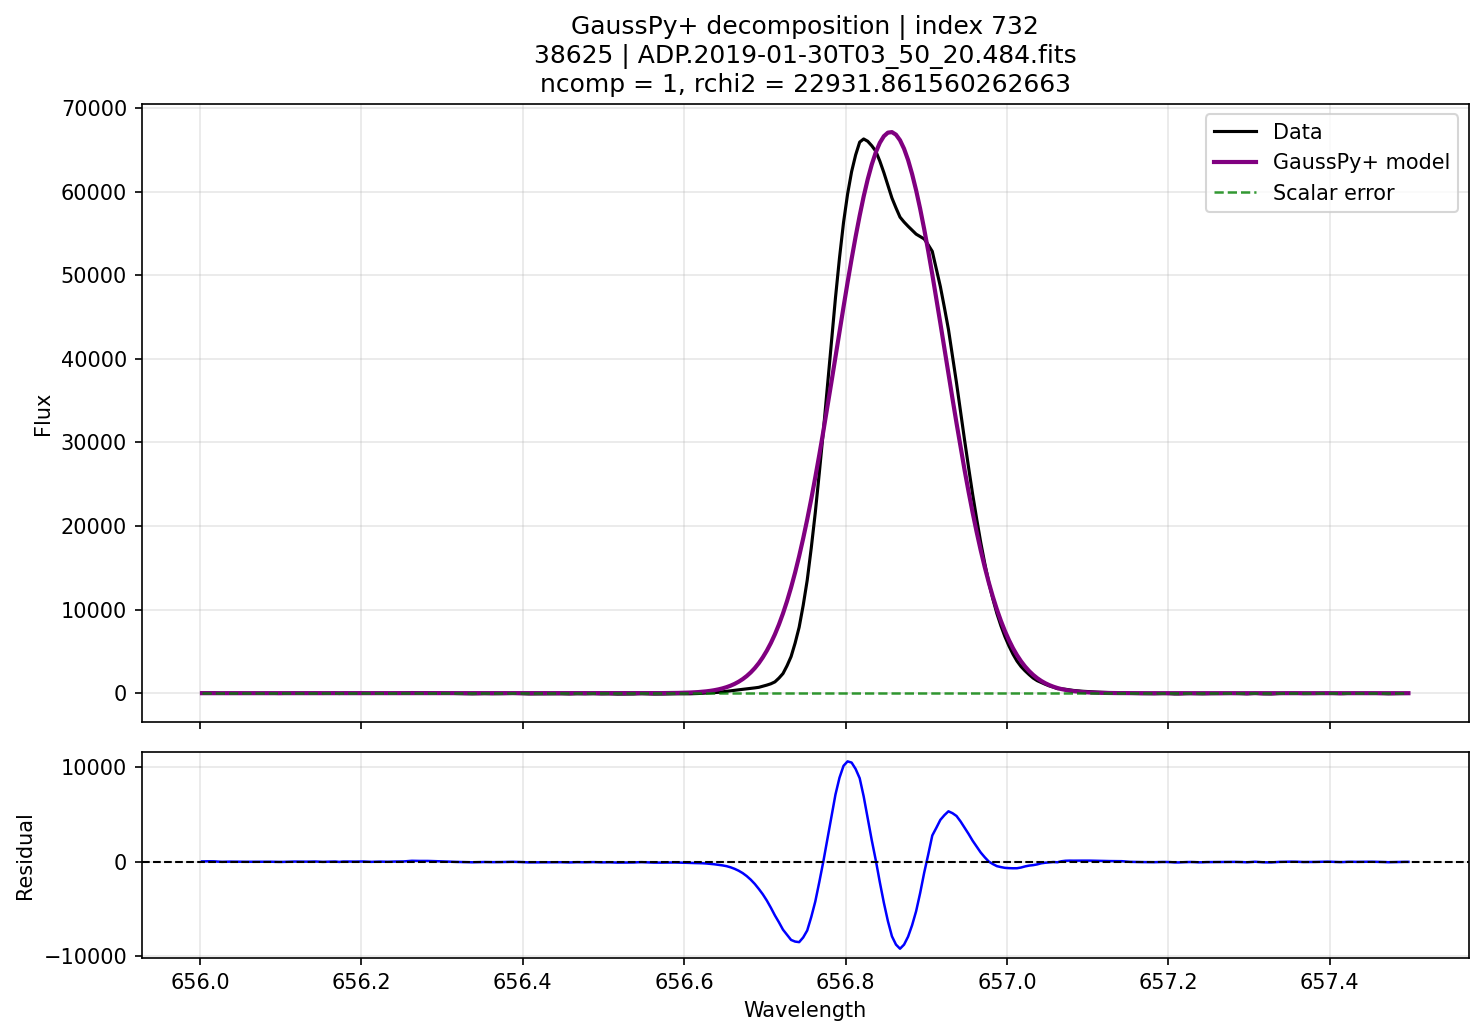 GaussPy+ decomposition | index 732
38625 | ADP.2019-01-30T03_50_20.484.fits
ncomp = 1, rchi2 = 22931.861560262663
70000
60000
50000
40000
30000
20000
10000
0
Flux
Data
GaussPy+ model
Scalar error
10000
0
−10000
Residual
656.0 656.2 656.4 656.6 656.8 657.0 657.2 657.4
Wavelength